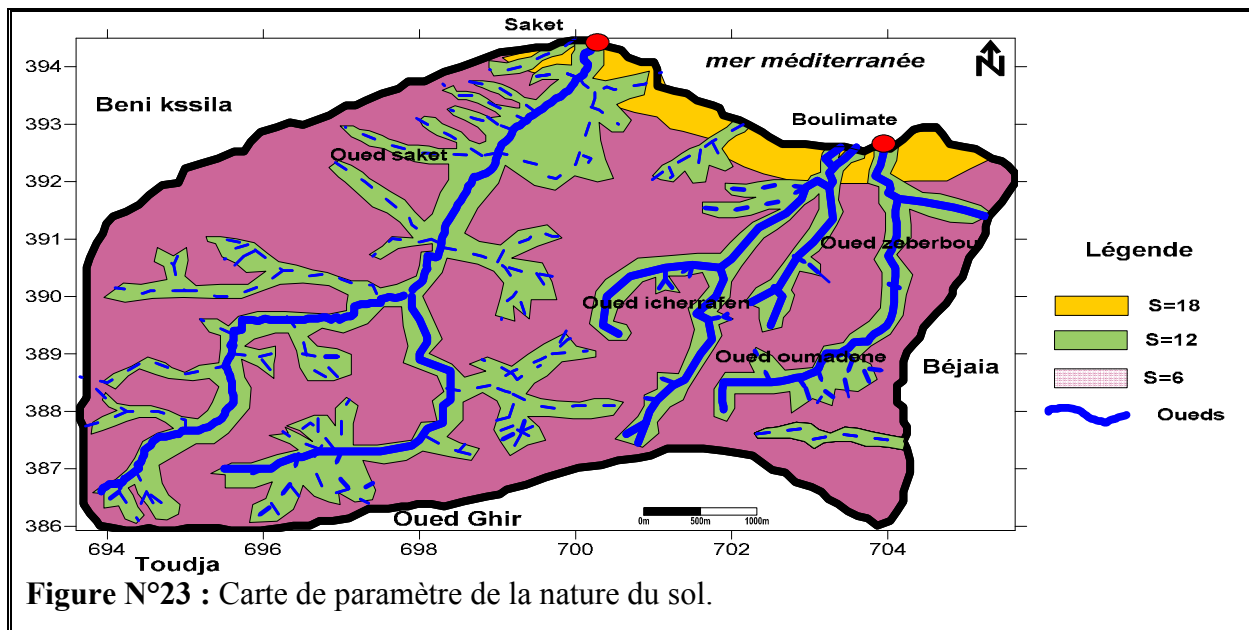 Saket
mer méditerranée
N
394
Beni kssila
393
Boulimate
Oued saket
392
391
Oued zeberbou
Légende
390
Oued icherrafen
S=18
389
S=12
Oued oumadene
Béjaia
S=6
388
Oueds
387
0m 500m 1000m
386
Oued Ghir
694 696 698 700 702 704
Toudja
Figure N°23 : Carte de paramètre de la nature du sol.